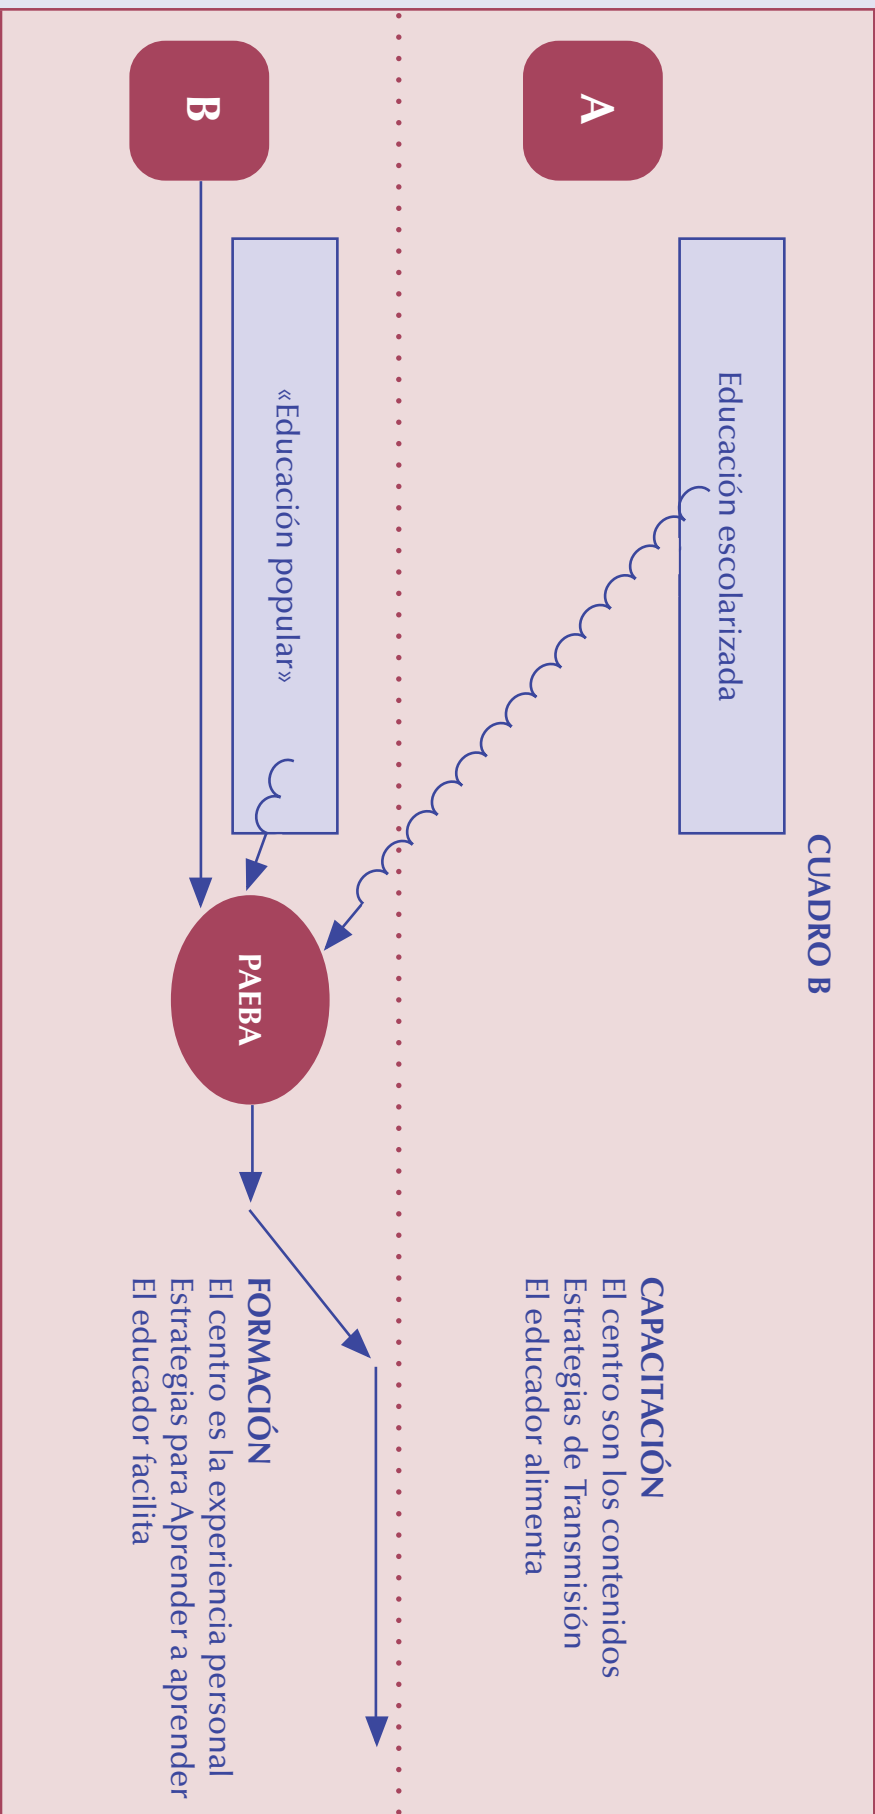 CUADRO B
A
Educación escolarizada
CAPACITACIÓN
El centro son los contenidos
Estrategias de Transmisión
El educador alimenta
B
«Educación popular»
PAEBA
FORMACIÓN
El centro es la experiencia personal
Estrategias para Aprender a aprender
El educador facilita